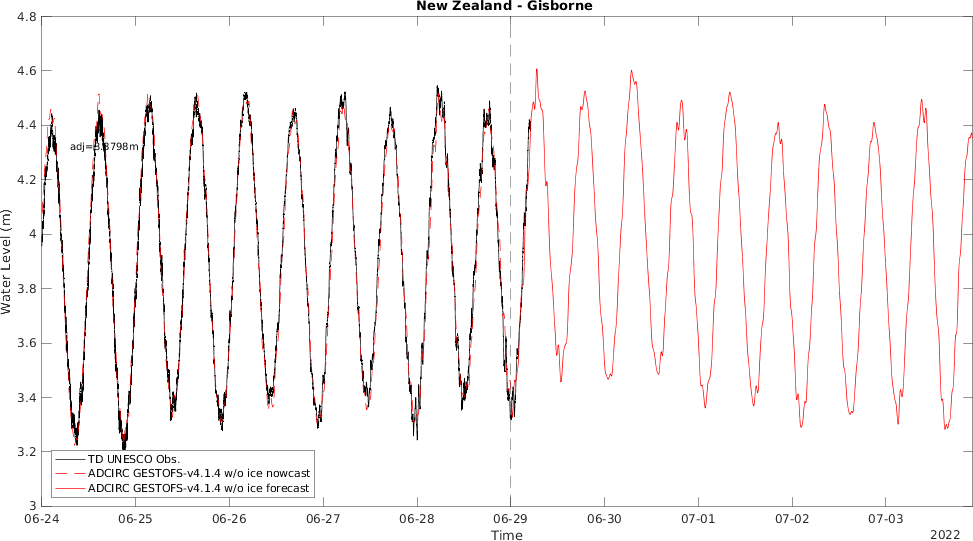 New Zealand - Gisborne
4.8
4.6
4.4
4.2
4
3.8
3.6
3.4
3.2
3
Water Level (m)
TD UNESCO Obs.
ADCIRC GESTOFS-v4.1.4 w/o ice nowcast
ADCIRC GESTOFS-v4.1.4 w/o ice forecast
06-24 06-25 06-26 06-27 06-28 06-29 06-30 07-01 07-02 07-03
Time
2022